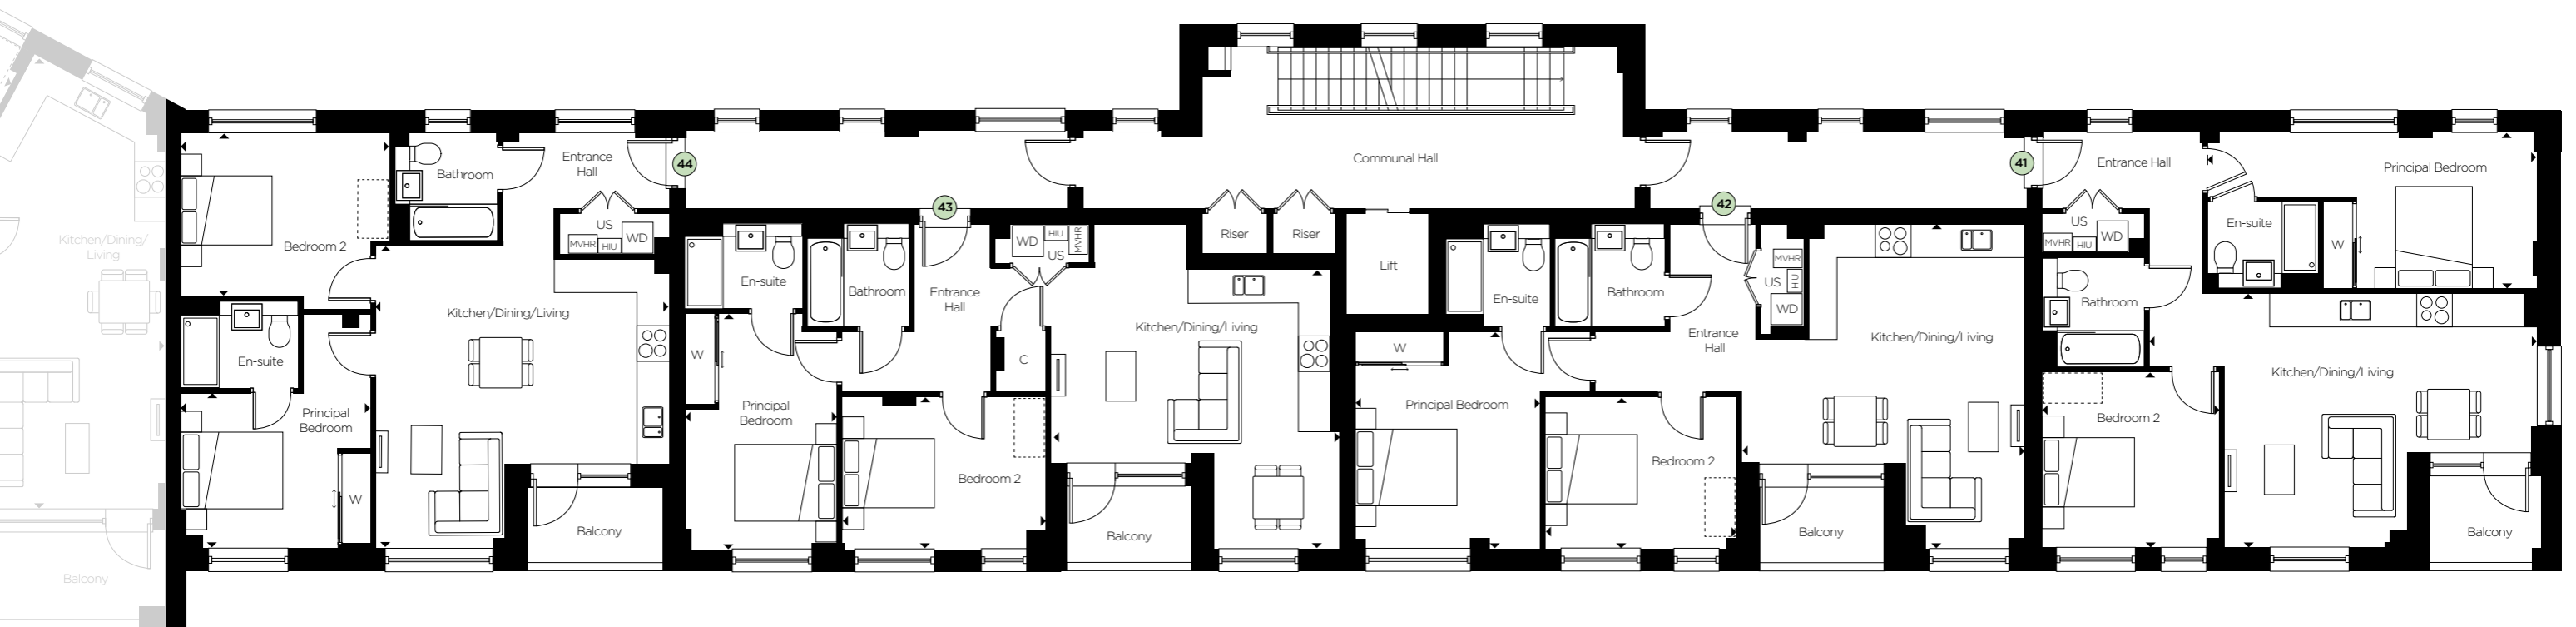 Kitchen/Dining/
Living
Balcony
Bedroom 2
Bathroom
Entrance
Hall
44
US
MVHR
HIU
WD
Kitchen/Dining/Living
En-suite
Principal
Bedroom
W
Balcony
43
En-suite
Bathroom
Entrance
Hall
WD
HIU
MVHR
US
C
W
Principal
Bedroom
Bedroom 2
Kitchen/Dining/Living
Balcony
Communal Hall
Riser
Riser
Lift
42
En-suite
Bathroom
Entrance
Hall
MVHR
US
HIU
WD
W
Principal Bedroom
Bedroom 2
Kitchen/Dining/Living
Balcony
41
Entrance Hall
US
MVHR
HIU
WD
Bathroom
En-suite
W
Principal Bedroom
Kitchen/Dining/Living
Bedroom 2
Balcony